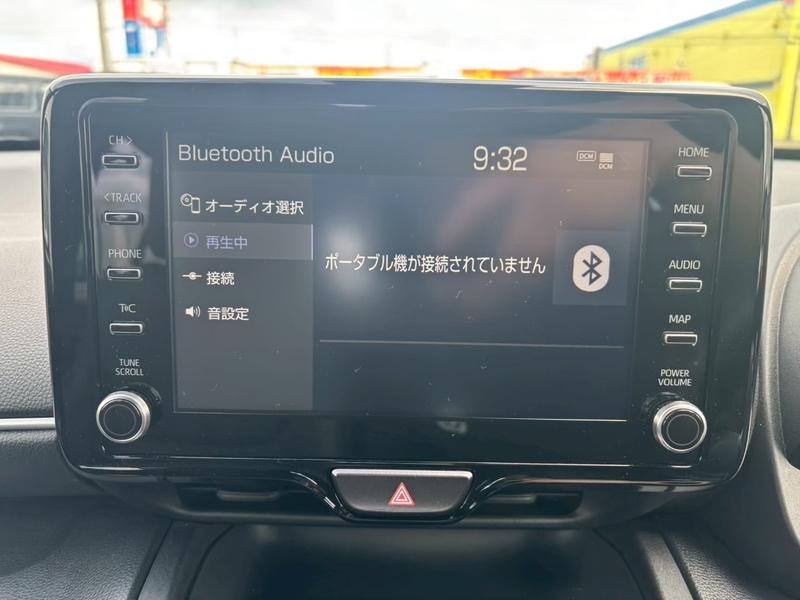 CH>
<TRACK
PHONE
T{C
TUNE
SCROLL
Bluetooth Audio
9:32
DCM
DCM
オーディオ選択
再生中
接続
音設定
ポータブル機が接続されていません
HOME
MENU
AUDIO
MAP
POWER
VOLUME